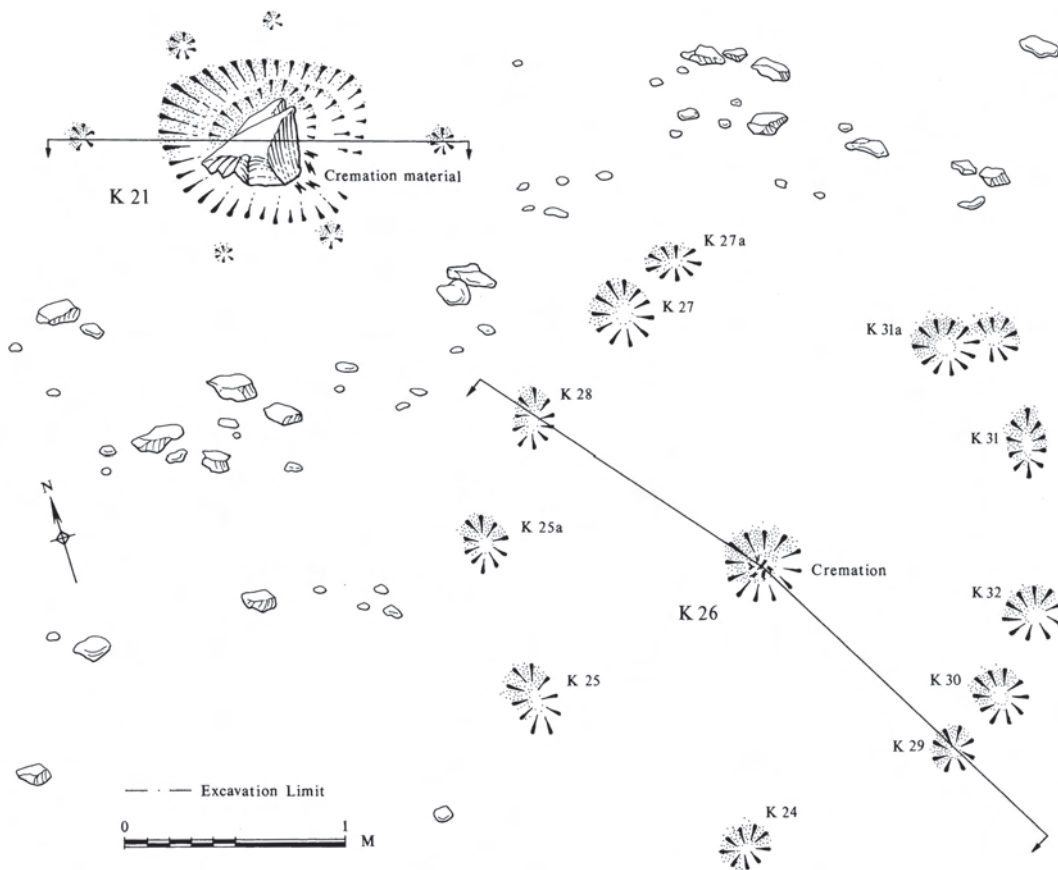 Cremation material
K 21
K 27a
K 27
K 31a
K 28
K 31
N
K 25a
Cremation
K 32
K 26
K 25
K 30
K 29
Excavation Limit
0 1
M
K 24